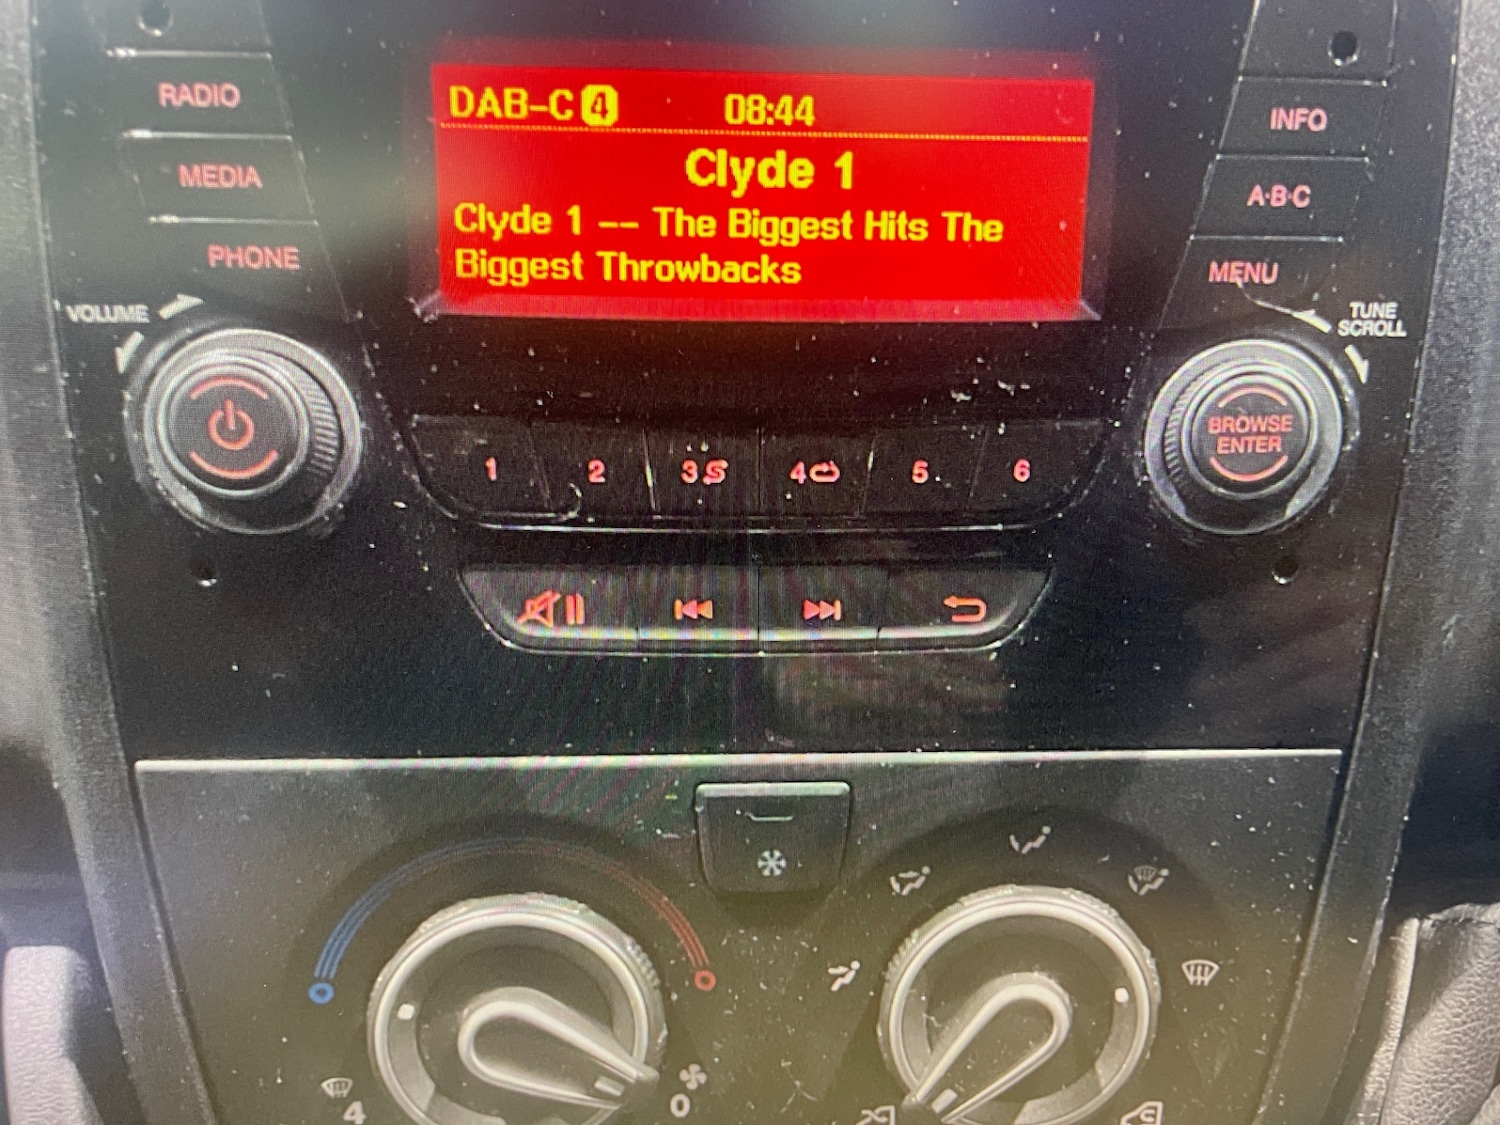 RADIO
MEDIA
PHONE
VOLUME
DAB-C 4 08:44
Clyde 1
Clyde 1 -- The Biggest Hits The
Biggest Throwbacks
INFO
A·B·C
MENU
TUNE
SCROLL
BROWSE
ENTER
1 2 3 4 5 6
4 0